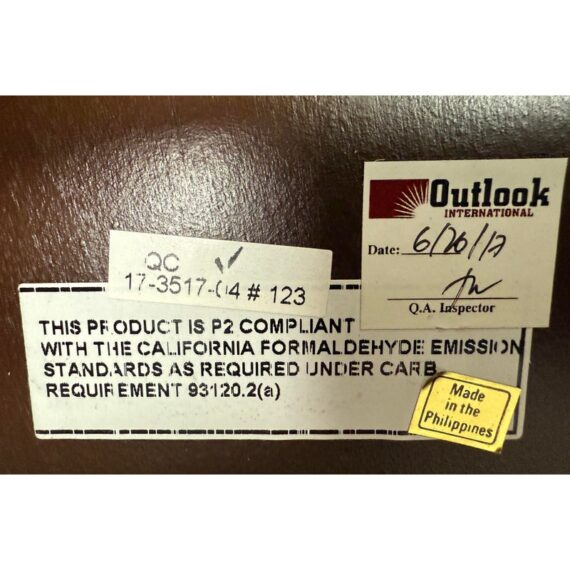 Outlook
INTERNATIONAL
Date: 6/20/12
Q.A. Inspector
QC ✓
17-3517-04 # 123
THIS PRODUCT IS P2 COMPLIANT
WITH THE CALIFORNIA FORMALDEHYDE EMISSION
STANDARDS AS REQUIRED UNDER CARB
REQUIREMENT 93120.2(a)
Made
in the
Philippines